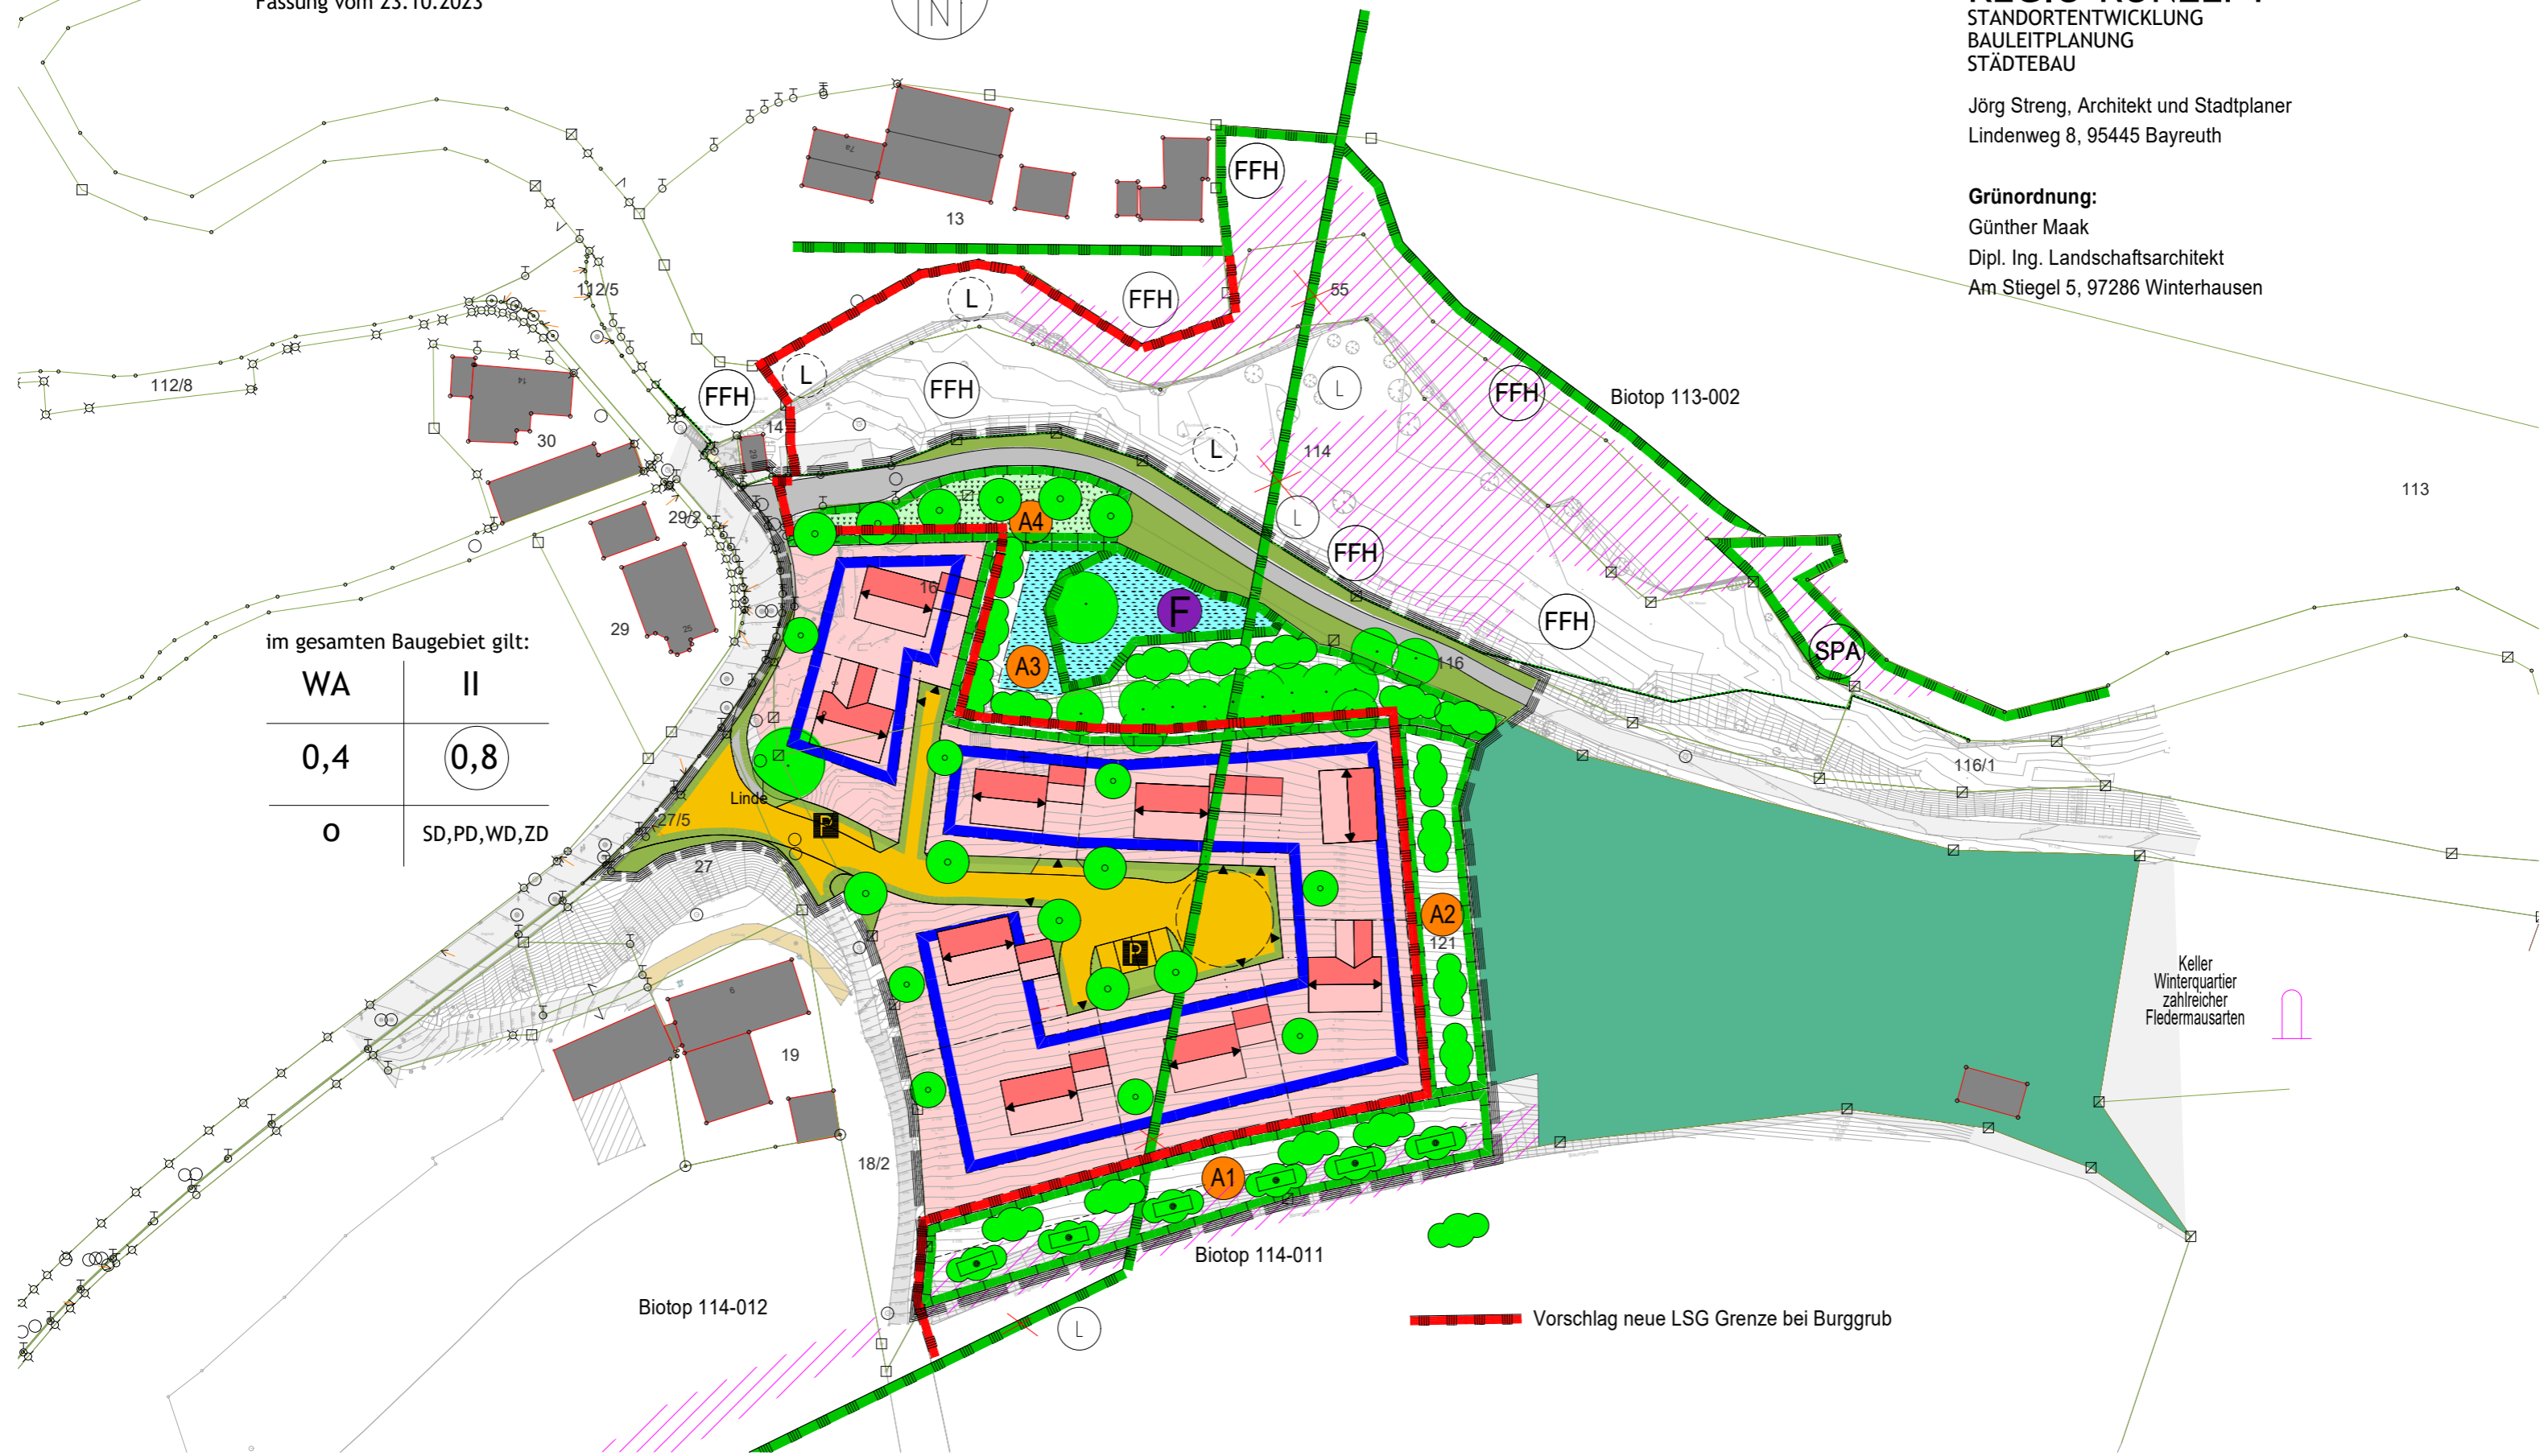 Fassung vom 23.10.2023
N
STANDORTENTWICKLUNG
BAULEITPLANUNG
STÄDTEBAU
Jörg Streng, Architekt und Stadtplaner
Lindenweg 8, 95445 Bayreuth
Grünordnung:
Günther Maak
Dipl. Ing. Landschaftsarchitekt
Am Stiegel 5, 97286 Winterhausen
7a
13
FFH
112/5
L
FFH
55
112/8
14
30
FFH
L
FFH
L
FFH
Biotop 113-002
14
29
L
114
113
29/2
A4
L
FFH
16
F
29
25
A3
116
FFH
SPA
im gesamten Baugebiet gilt:
WA II
0,4 0,8
o SD,PD,WD,ZD
116/1
Linde
27/5
P
27
A2
121
P
Keller
Winterquartier
zahlreicher
Fledermausarten
6
19
18/2
A1
Biotop 114-011
Biotop 114-012
L
Vorschlag neue LSG Grenze bei Burggrub